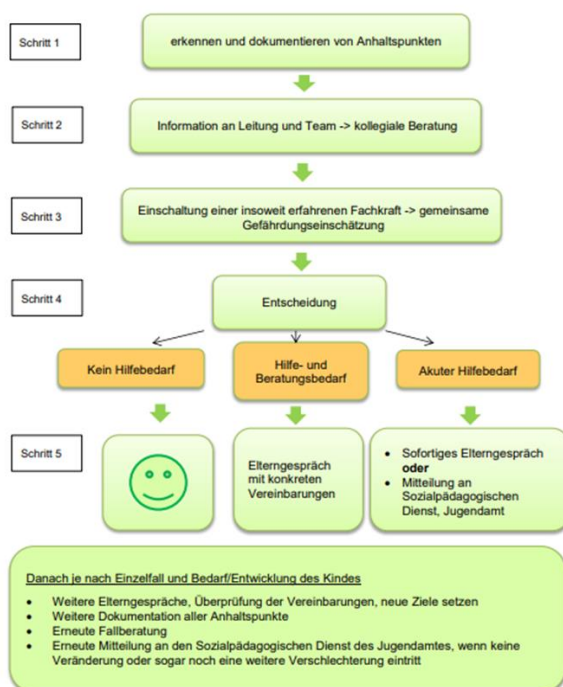 Schritt 1
erkennen und dokumentieren von Anhaltspunkten
Schritt 2
Information an Leitung und Team -> kollegiale Beratung
Schritt 3
Einschaltung einer insoweit erfahrenen Fachkraft -> gemeinsame
Gefährdungseinschätzung
Schritt 4
Entscheidung
Kein Hilfebedarf
Hilfe- und
Beratungsbedarf
Akuter Hilfebedarf
Schritt 5
Elterngespräch
mit konkreten
Vereinbarungen
• Sofortiges Elterngespräch
oder
• Mitteilung an
Sozialpädagogischen
Dienst, Jugendamt
Danach je nach Einzelfall und Bedarf/Entwicklung des Kindes
• Weitere Elterngespräche, Überprüfung der Vereinbarungen, neue Ziele setzen
• Weitere Dokumentation aller Anhaltspunkte
• Erneute Fallberatung
• Erneute Mitteilung an den Sozialpädagogischen Dienst des Jugendamtes, wenn keine
Veränderung oder sogar noch eine weitere Verschlechterung eintritt